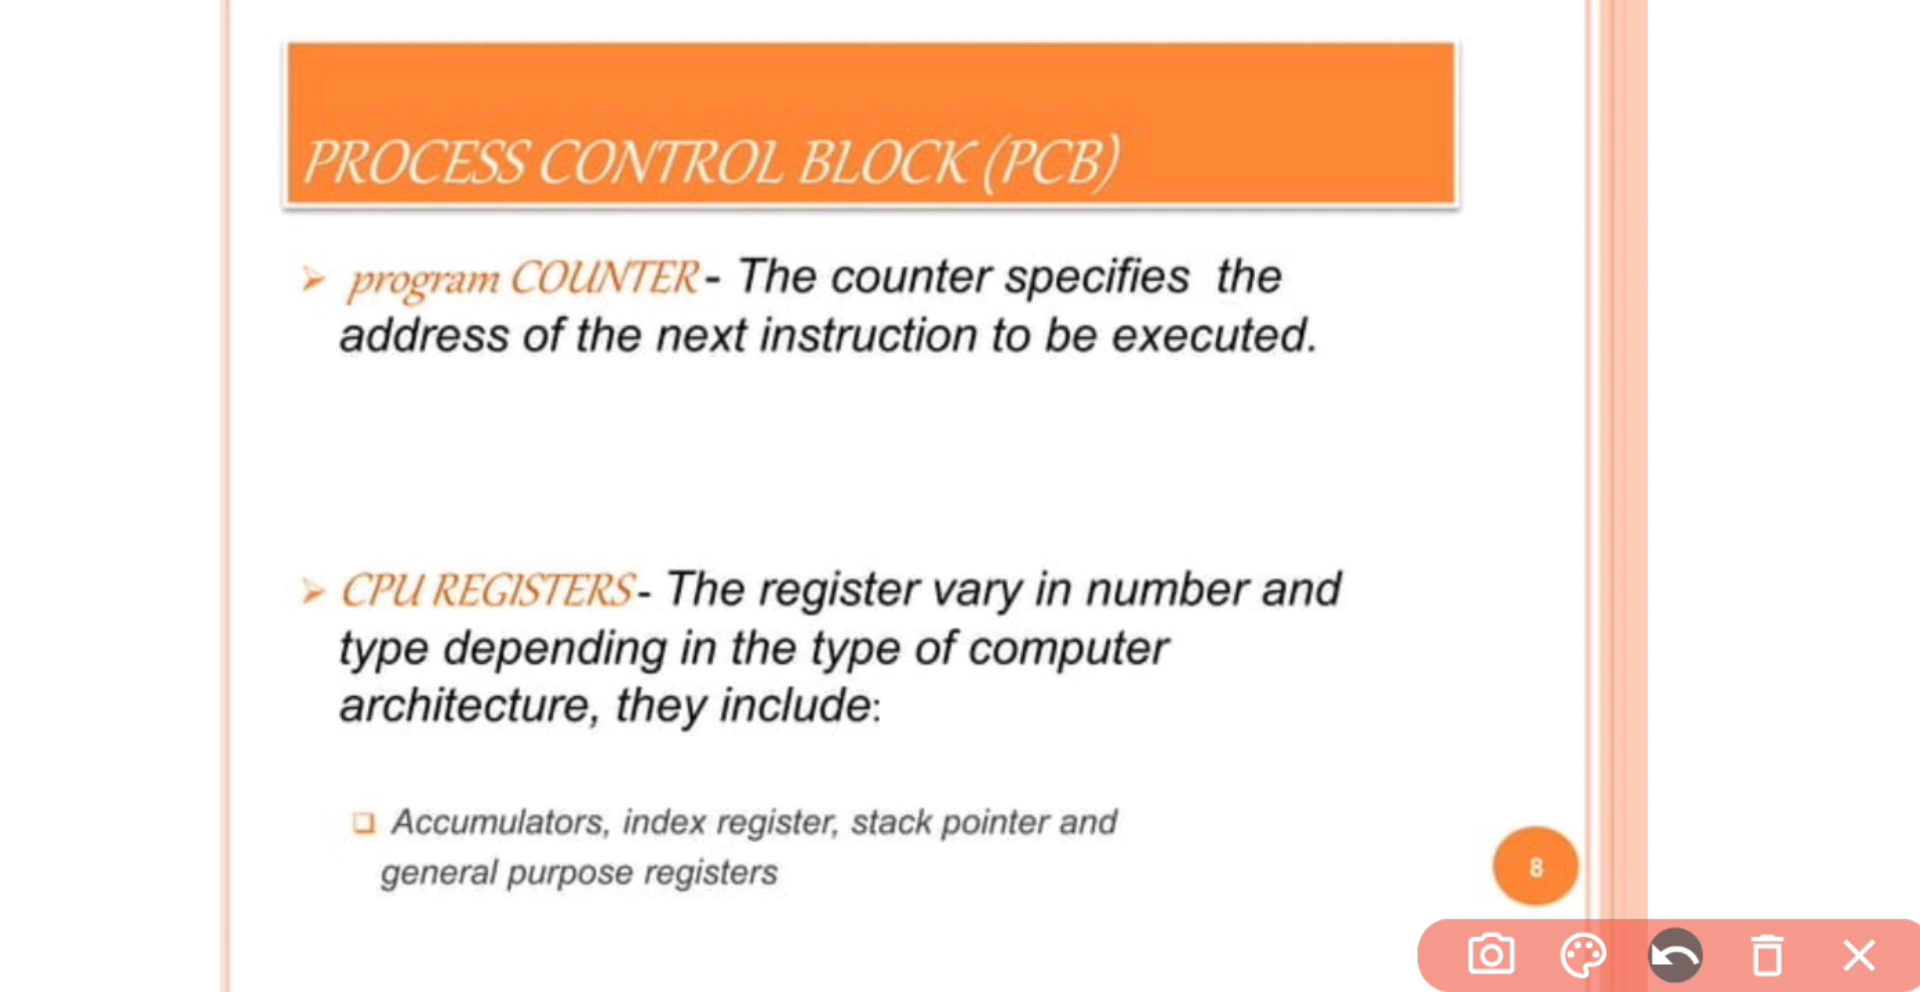 PROCESS CONTROL BLOCK (PCB)
program COUNTER- The counter specifies the
address of the next instruction to be executed.
CPU REGISTERS- The register vary in number and
type depending in the type of computer
architecture, they include:
Accumulators, index register, stack pointer and
general purpose registers
8